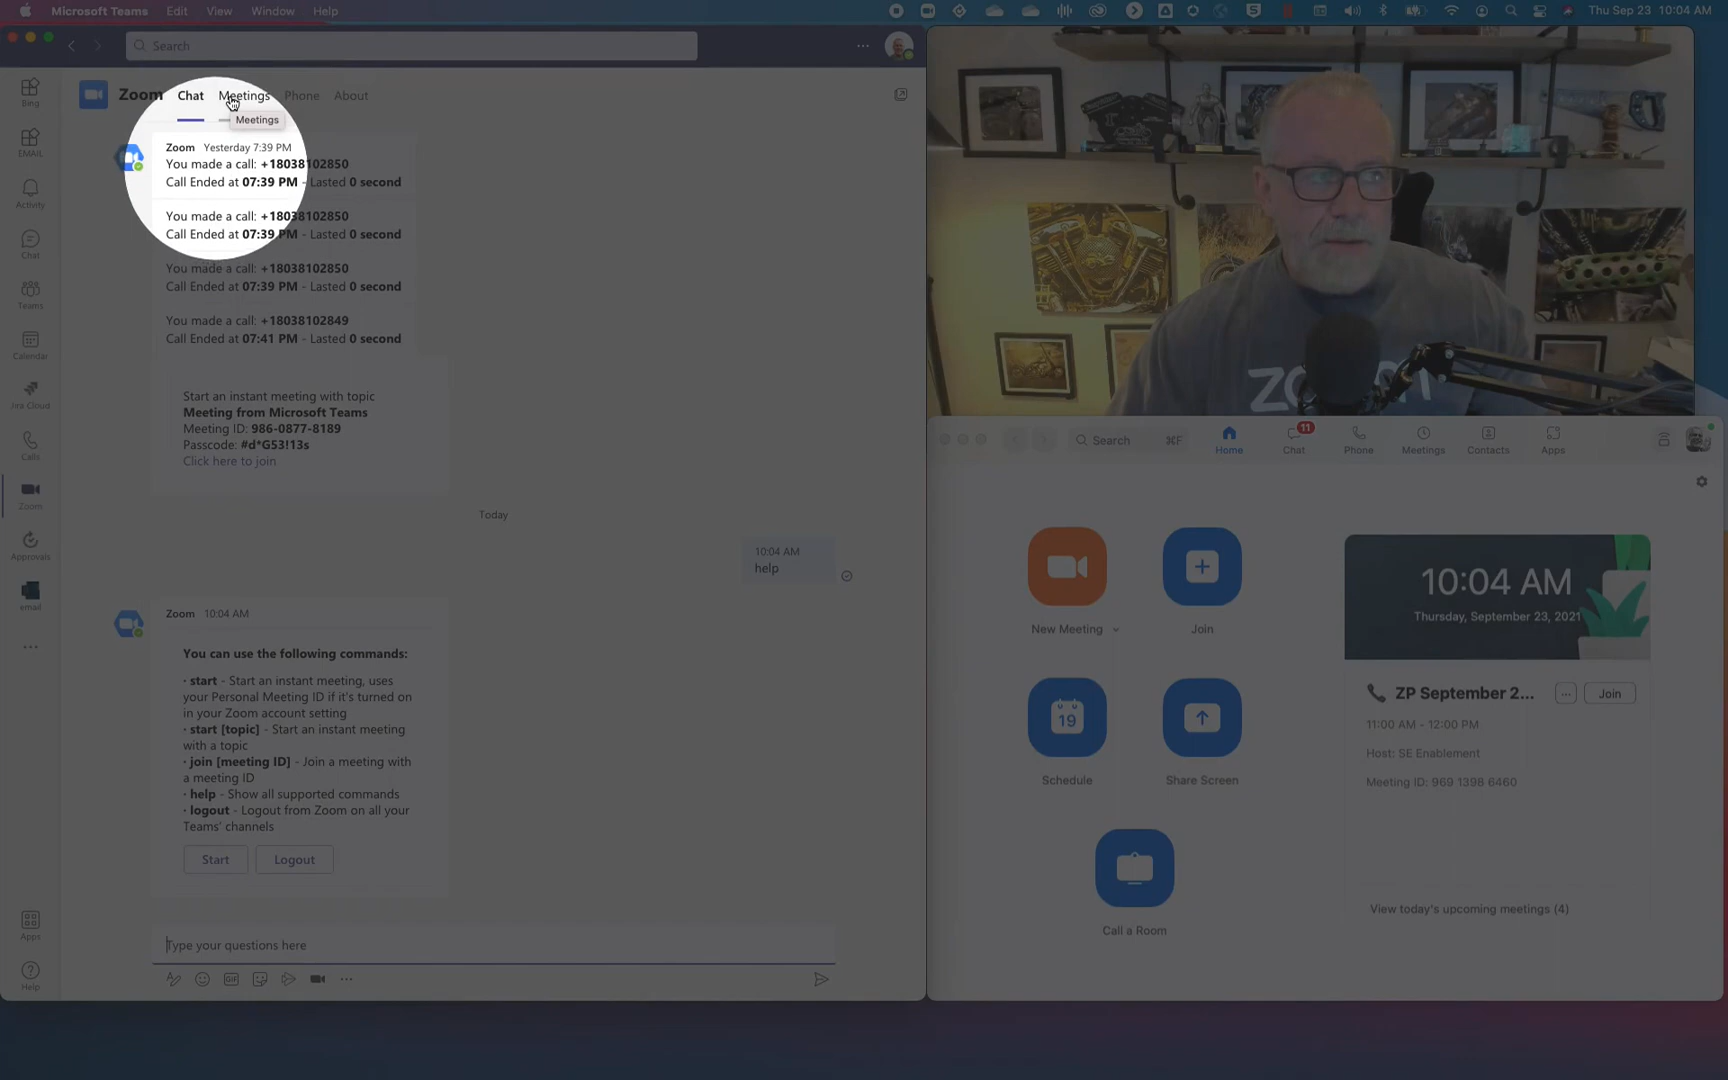 Microsoft Teams Edit View Window Help
Thu Sep 23 10:04 AM
Search
Bing
EMAIL
Activity
Chat
Teams
Calendar
Jira Cloud
Calls
Zoom
Approvals
email
Apps
Help
Zoom Chat Meetings Phone About
Meetings
Zoom Yesterday 7:39 PM
You made a call: +18038102850
Call Ended at 07:39 PM - Lasted 0 second
You made a call: +18038102850
Call Ended at 07:39 PM - Lasted 0 second
You made a call: +18038102850
Call Ended at 07:39 PM - Lasted 0 second
You made a call: +18038102849
Call Ended at 07:41 PM - Lasted 0 second
Start an instant meeting with topic
Meeting from Microsoft Teams
Meeting ID: 986-0877-8189
Passcode: #d*G53!13s
Click here to join
Today
10:04 AM
help
Zoom 10:04 AM
You can use the following commands:
· start - Start an instant meeting, uses
your Personal Meeting ID if it's turned on
in your Zoom account setting
· start [topic] - Start an instant meeting
with a topic
· join [meeting ID] - Join a meeting with
a meeting ID
· help - Show all supported commands
· logout - Logout from Zoom on all your
Teams' channels
Start Logout
Type your questions here
GIF
zoom
Search ⌘F
Home
11
Chat
Phone
Meetings
Contacts
Apps
New Meeting
Join
19
Schedule
Share Screen
Call a Room
10:04 AM
Thursday, September 23, 2021
ZP September 2... ... Join
11:00 AM - 12:00 PM
Host: SE Enablement
Meeting ID: 969 1398 6460
View today's upcoming meetings (4)